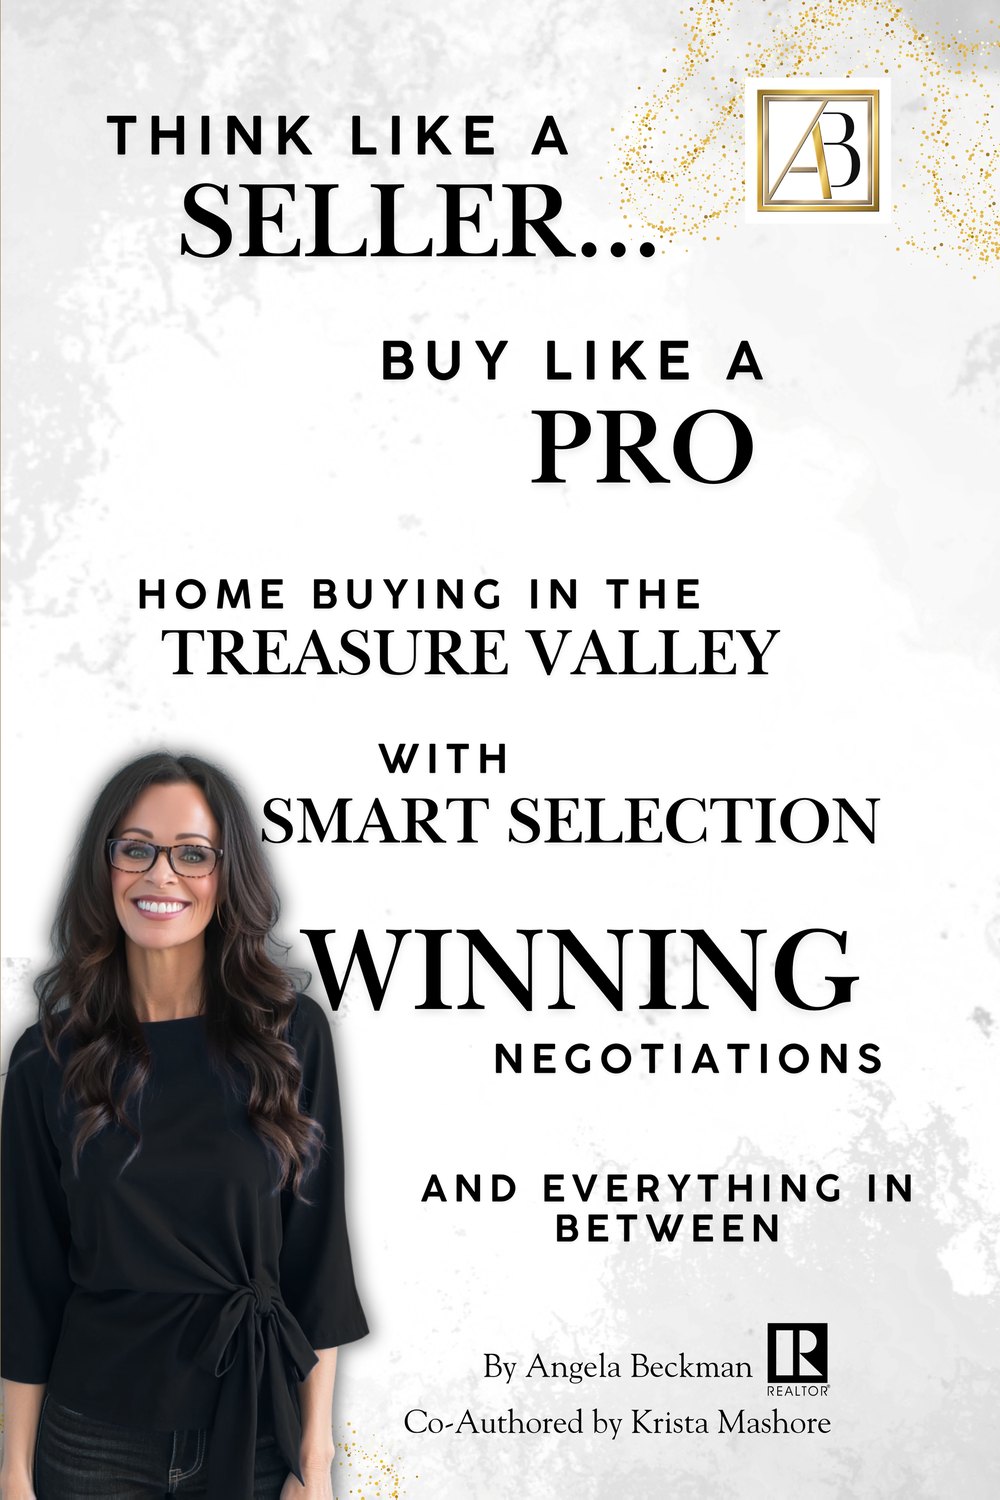 THINK LIKE A
SELLER...
AB
BUY LIKE A
PRO
HOME BUYING IN THE
TREASURE VALLEY
WITH
SMART SELECTION
WINNING
NEGOTIATIONS
AND EVERYTHING IN
BETWEEN
By Angela Beckman
R
REALTOR®
Co-Authored by Krista Mashore